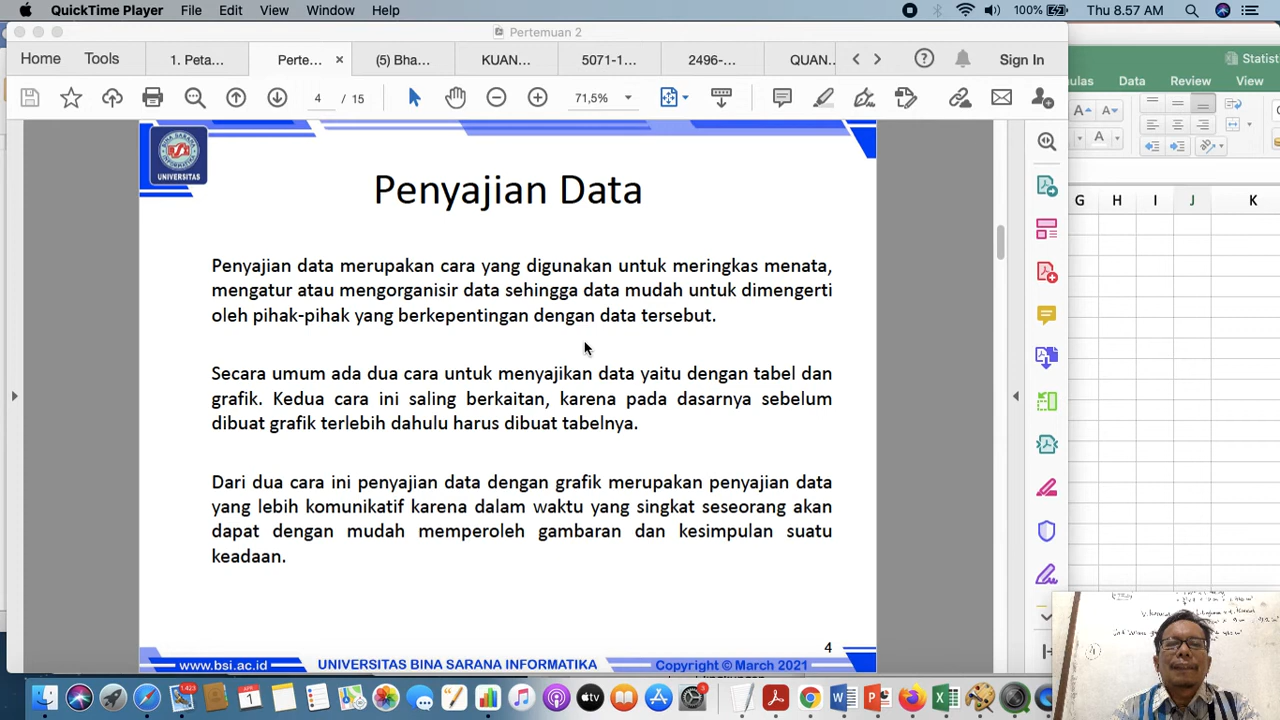 QuickTime Player File Edit View Window Help 100% Thu 8.57 AM
Pertemuan 2
Home Tools 1. Peta... Perte... × (5) Bha... KUAN... 5071-1... 2496-... QUAN... Sign In
4 / 15 71,5%
Statist
ulas Data Review View
G H I J K
UNIVERSITAS
Penyajian Data
Penyajian data merupakan cara yang digunakan untuk meringkas menata,
mengatur atau mengorganisir data sehingga data mudah untuk dimengerti
oleh pihak-pihak yang berkepentingan dengan data tersebut.
Secara umum ada dua cara untuk menyajikan data yaitu dengan tabel dan
grafik. Kedua cara ini saling berkaitan, karena pada dasarnya sebelum
dibuat grafik terlebih dahulu harus dibuat tabelnya.
Dari dua cara ini penyajian data dengan grafik merupakan penyajian data
yang lebih komunikatif karena dalam waktu yang singkat seseorang akan
dapat dengan mudah memperoleh gambaran dan kesimpulan suatu
keadaan.
4
www.bsi.ac.id UNIVERSITAS BINA SARANA INFORMATIKA Copyright © March 2021